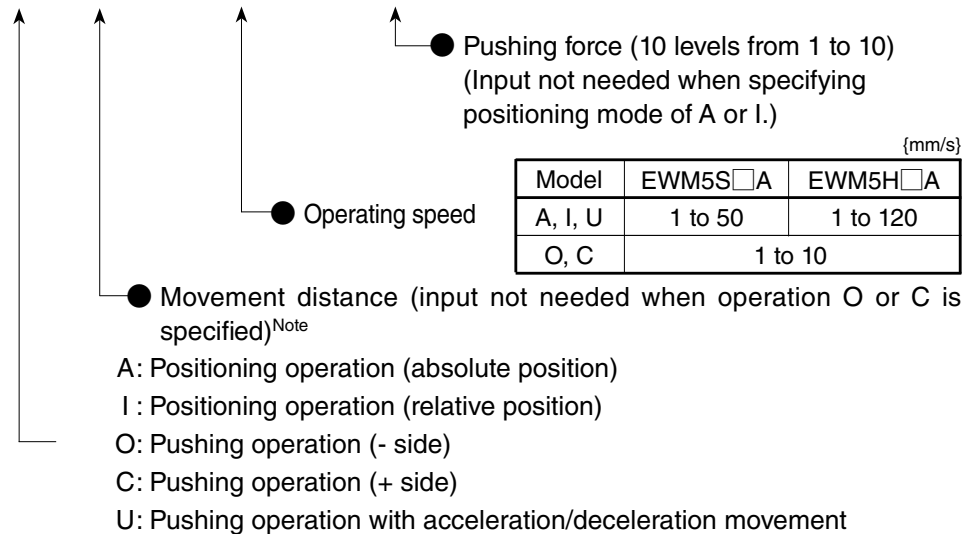 Pushing force (10 levels from 1 to 10)
(Input not needed when specifying
positioning mode of A or I.)
{mm/s}
Model EWM5S□A EWM5H□A
Operating speed
A, I, U 1 to 50 1 to 120
O, C 1 to 10
Movement distance (input not needed when operation O or C is
specified)Note
A: Positioning operation (absolute position)
I : Positioning operation (relative position)
O: Pushing operation (- side)
C: Pushing operation (+ side)
U: Pushing operation with acceleration/deceleration movement